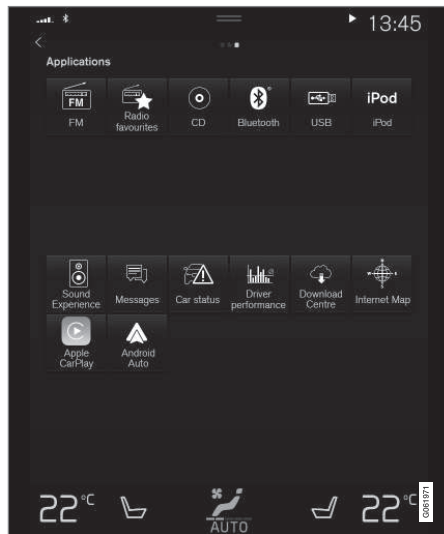 13:45
Applications
FM
iPod
FM
Radio
favourites
CD
Bluetooth
USB
iPod
Sound
Experience
Messages
Car status
Driver
performance
Download
Centre
Internet Map
Apple
CarPlay
Android
Auto
22°C
AUTO
22°C
G061971